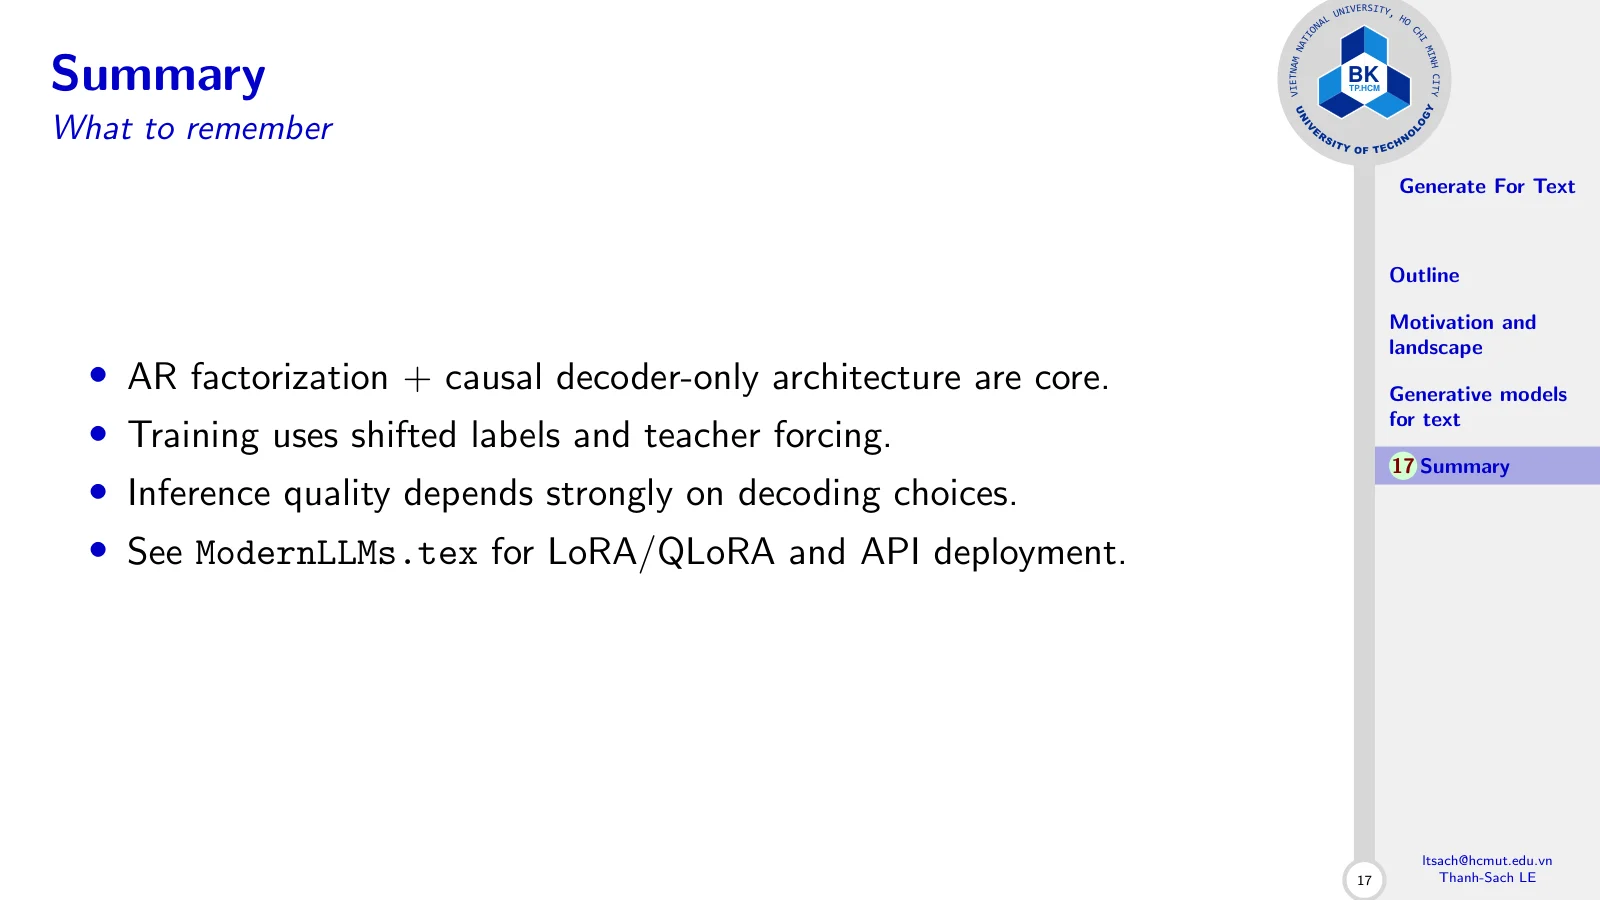 Summary
What to remember
• AR factorization + causal decoder-only architecture are core.
• Training uses shifted labels and teacher forcing.
• Inference quality depends strongly on decoding choices.
• See ModernLLMs.tex for LoRA/QLoRA and API deployment.
VIETNAM NATIONAL UNIVERSITY, HO CHI MINH CITY
BK
TP.HCM
UNIVERSITY OF TECHNOLOGY
Generate For Text
Outline
Motivation and
landscape
Generative models
for text
17 Summary
17
ltsach@hcmut.edu.vn
Thanh-Sach LE